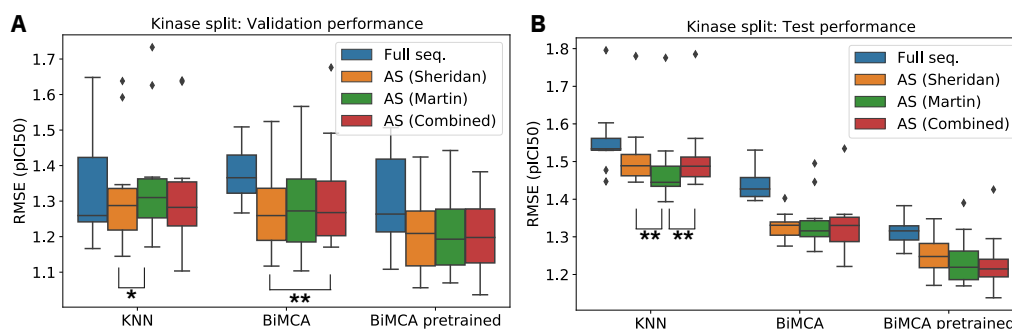 A
Kinase split: Validation performance
RMSE (pICI50)
1.7
1.6
1.5
1.4
1.3
1.2
1.1
Full seq.
AS (Sheridan)
AS (Martin)
AS (Combined)
*
**
KNN
BiMCA
BiMCA pretrained
B
Kinase split: Test performance
RMSE (pICI50)
1.8
1.7
1.6
1.5
1.4
1.3
1.2
Full seq.
AS (Sheridan)
AS (Martin)
AS (Combined)
**
**
KNN
BiMCA
BiMCA pretrained